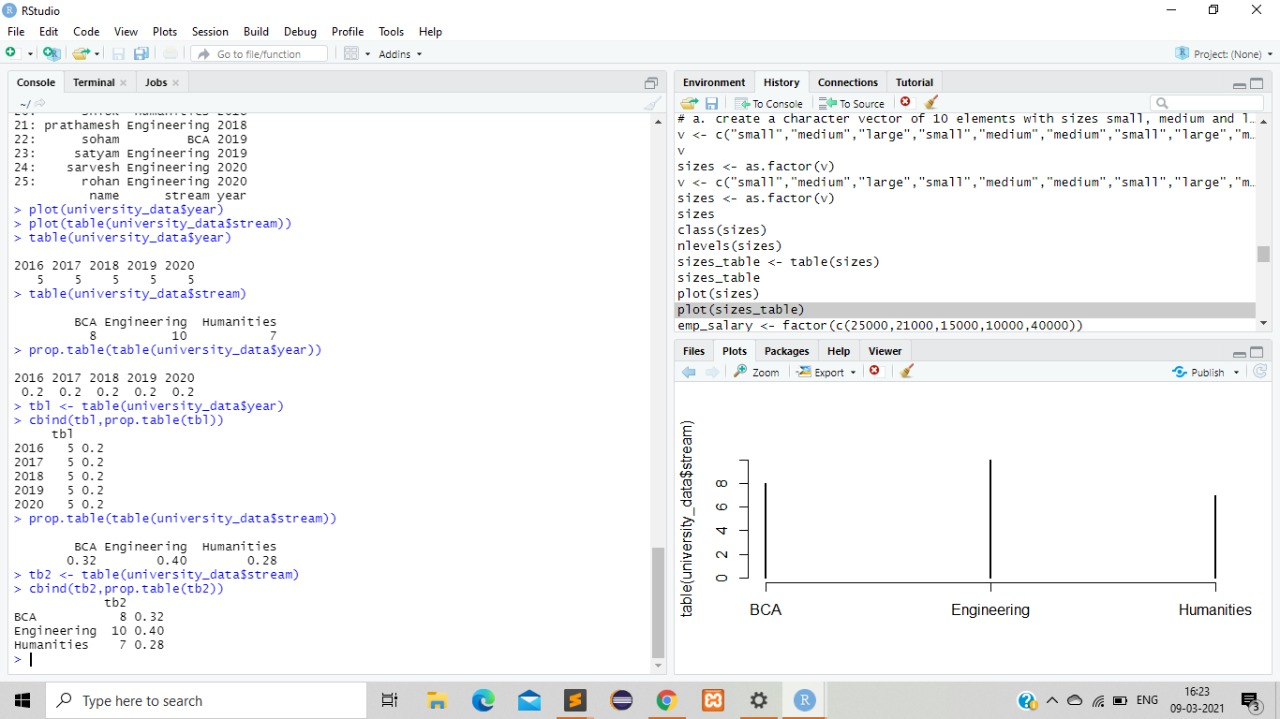 RStudio
File Edit Code View Plots Session Build Debug Profile Tools Help
Go to file/function Addins Project: (None)
Console Terminal Jobs
~/
21: prathamesh Engineering 2018
22: soham BCA 2019
23: satyam Engineering 2019
24: sarvesh Engineering 2020
25: rohan Engineering 2020
name stream year
> plot(university_data$year)
> plot(table(university_data$stream))
> table(university_data$year)
2016 2017 2018 2019 2020
5 5 5 5 5
> table(university_data$stream)
BCA Engineering Humanities
8 10 7
> prop.table(table(university_data$year))
2016 2017 2018 2019 2020
0.2 0.2 0.2 0.2 0.2
> tbl <- table(university_data$year)
> cbind(tbl,prop.table(tbl))
tbl
2016 5 0.2
2017 5 0.2
2018 5 0.2
2019 5 0.2
2020 5 0.2
> prop.table(table(university_data$stream))
BCA Engineering Humanities
0.32 0.40 0.28
> tb2 <- table(university_data$stream)
> cbind(tb2,prop.table(tb2))
tb2
BCA 8 0.32
Engineering 10 0.40
Humanities 7 0.28
>
Environment History Connections Tutorial
To Console To Source
# a. create a character vector of 10 elements with sizes small, medium and l...
v <- c("small","medium","large","small","medium","medium","small","large","m...
v
sizes <- as.factor(v)
v <- c("small","medium","large","small","medium","medium","small","large","m...
sizes <- as.factor(v)
sizes
class(sizes)
nlevels(sizes)
sizes_table <- table(sizes)
sizes_table
plot(sizes)
plot(sizes_table)
emp_salary <- factor(c(25000,21000,15000,10000,40000))
Files Plots Packages Help Viewer
Zoom Export Publish
table(university_data$stream)
8
6
4
2
0
BCA Engineering Humanities
Type here to search
ENG
16:23
09-03-2021
3